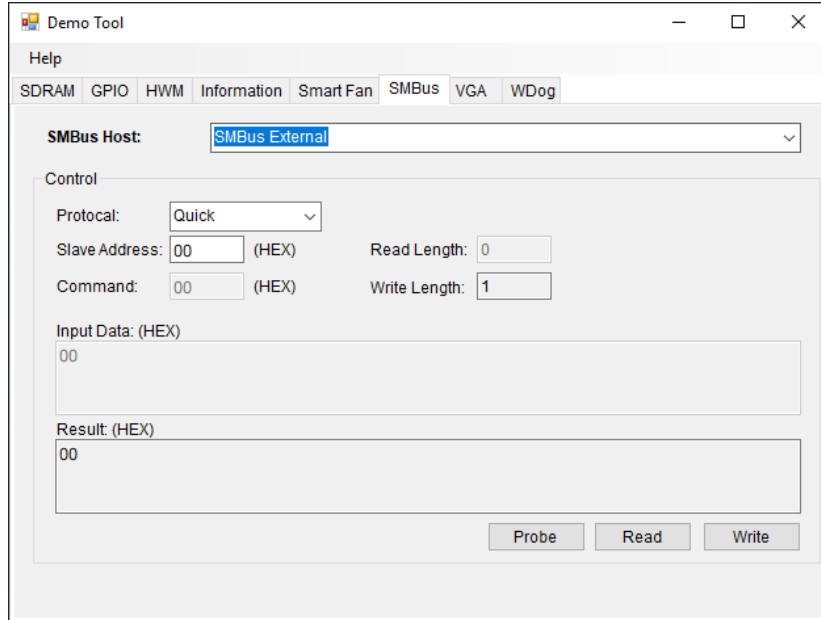 Demo Tool
Help
SDRAM GPIO HWM Information Smart Fan SMBus VGA WDog
SMBus Host: SMBus External
Control
Protocal: Quick
Slave Address: 00 (HEX) Read Length: 0
Command: 00 (HEX) Write Length: 1
Input Data: (HEX)
00
Result: (HEX)
00
Probe Read Write